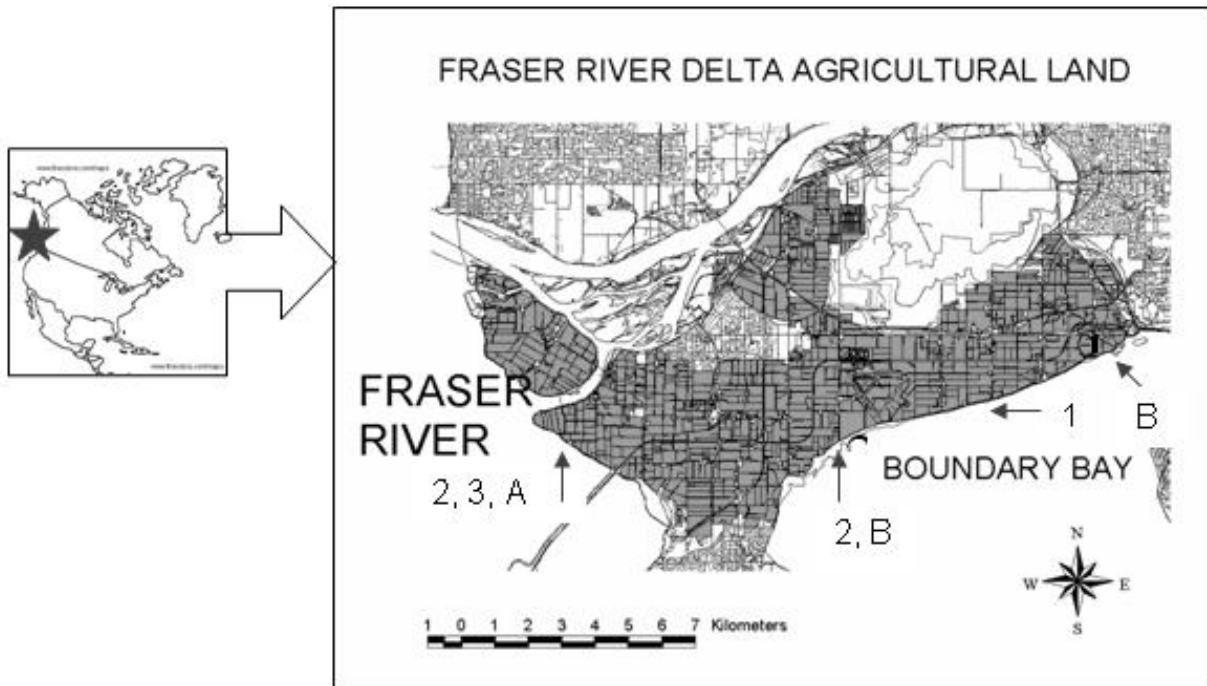 FRASER RIVER DELTA AGRICULTURAL LAND
FRASER
RIVER
2, 3, A
1
B
BOUNDARY BAY
2, B
N
W E
S
1 0 1 2 3 4 5 6 7 Kilometers